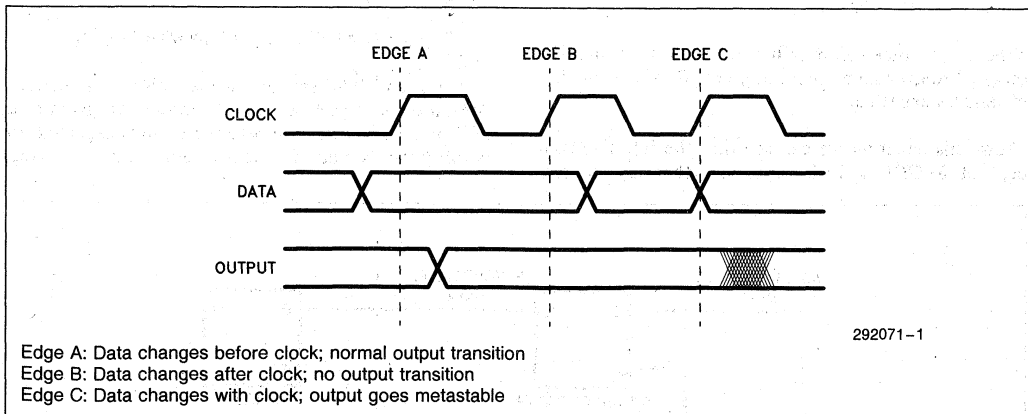 EDGE A EDGE B EDGE C
CLOCK
DATA
OUTPUT
292071-1
Edge A: Data changes before clock; normal output transition
Edge B: Data changes after clock; no output transition
Edge C: Data changes with clock; output goes metastable